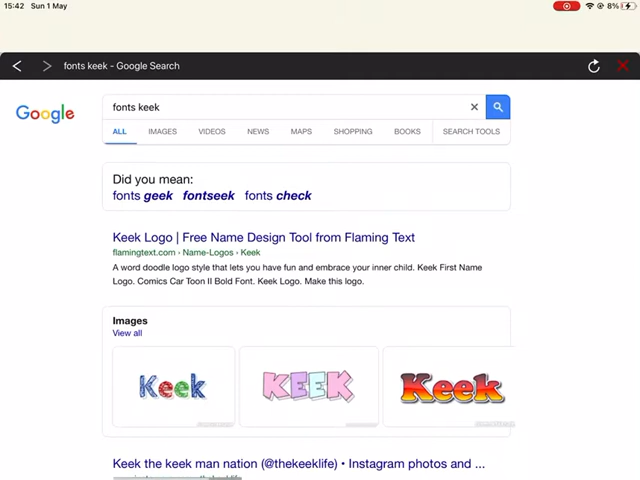 15:42 Sun 1 May 8%
fonts keek - Google Search
Google
fonts keek
ALL IMAGES VIDEOS NEWS MAPS SHOPPING BOOKS SEARCH TOOLS
Did you mean:
fonts geek fontseek fonts check
Keek Logo | Free Name Design Tool from Flaming Text
flamingtext.com › Name-Logos › Keek
A word doodle logo style that lets you have fun and embrace your inner child. Keek First Name
Logo. Comics Car Toon II Bold Font. Keek Logo. Make this logo.
Images
View all
Keek KEEK Keek
Keek the keek man nation (@thekeeklife) • Instagram photos and ...